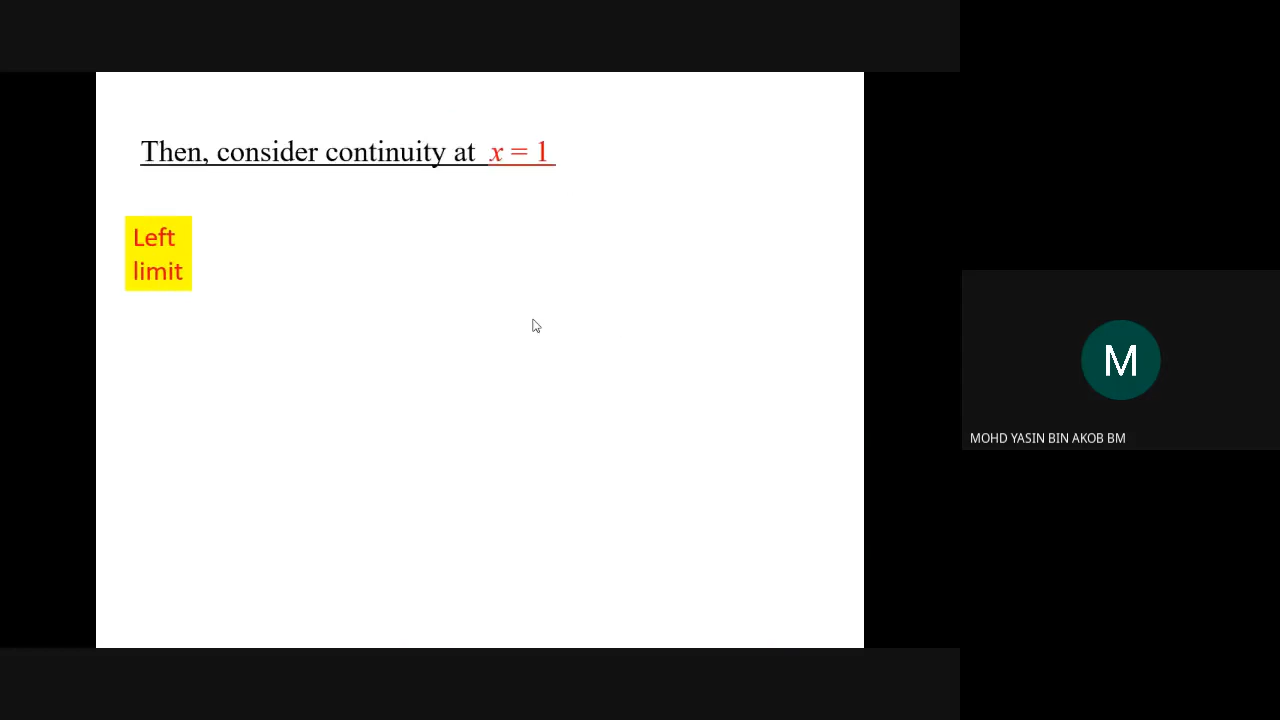 Then, consider continuity at x = 1
Left
limit
M
MOHD YASIN BIN AKOB BM